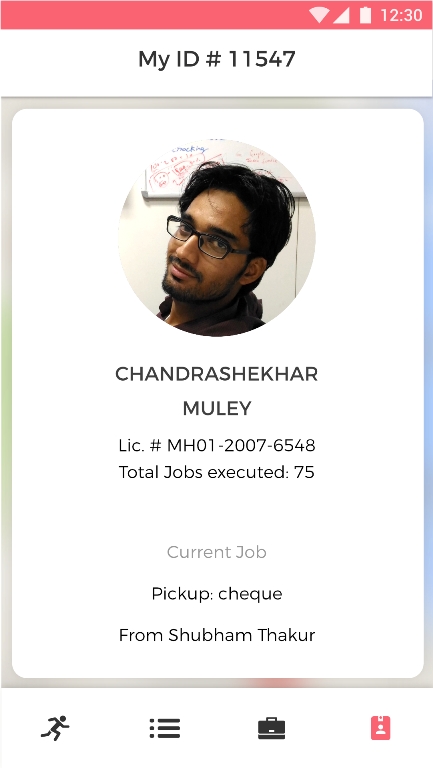 12:30
My ID # 11547
CHANDRASHEKHAR
MULEY
Lic. # MH01-2007-6548
Total Jobs executed: 75
Current Job
Pickup: cheque
From Shubham Thakur